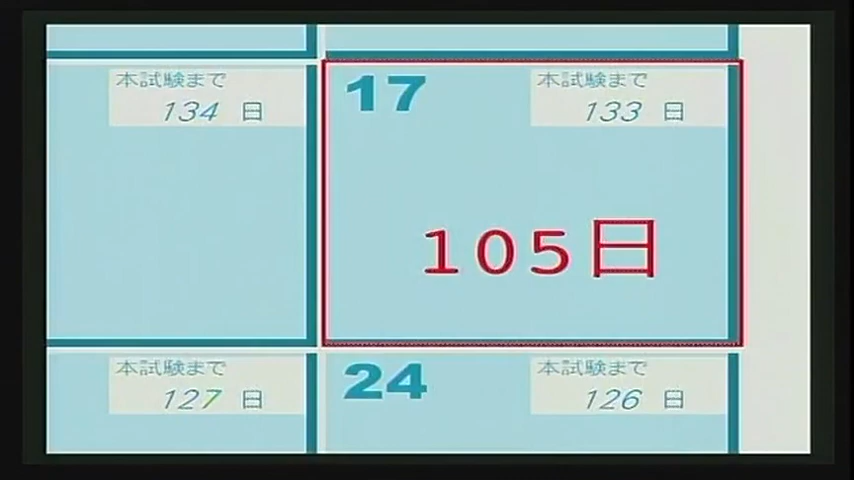 本試験まで
134 日
17
本試験まで
133 日
105日
本試験まで
127 日
24
本試験まで
126 日